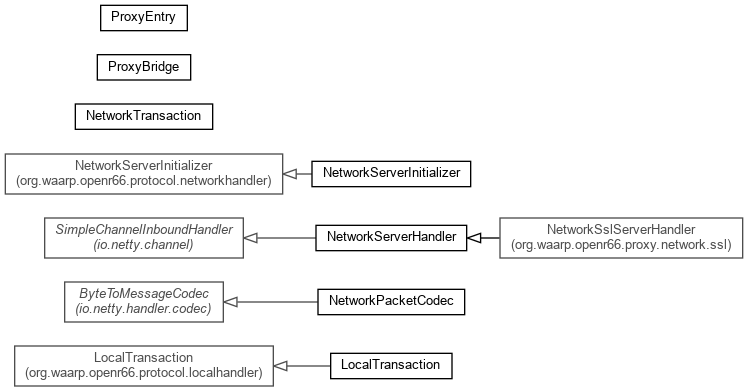 ProxyEntry
ProxyBridge
NetworkTransaction
NetworkServerInitializer
(org.waarp.openr66.protocol.networkhandler)
NetworkServerInitializer
SimpleChannelInboundHandler
(io.netty.channel)
NetworkServerHandler
NetworkSslServerHandler
(org.waarp.openr66.proxy.network.ssl)
ByteToMessageCodec
(io.netty.handler.codec)
NetworkPacketCodec
LocalTransaction
(org.waarp.openr66.protocol.localhandler)
LocalTransaction